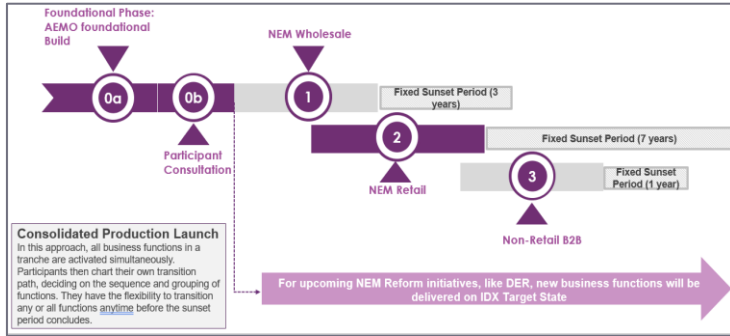 Foundational Phase:
AEMO foundational
Build
NEM Wholesale
0a
0b
1
Fixed Sunset Period (3
years)
Participant
Consultation
2
Fixed Sunset Period (7 years)
NEM Retail
3
Fixed Sunset
Period (1 year)
Non-Retail B2B
Consolidated Production Launch
In this approach, all business functions in a
tranche are activated simultaneously.
Participants then chart their own transition
path, deciding on the sequence and grouping of
functions. They have the flexibility to transition
any or all functions anytime before the sunset
period concludes.
For upcoming NEM Reform initiatives, like DER, new business functions will be
delivered on IDX Target State